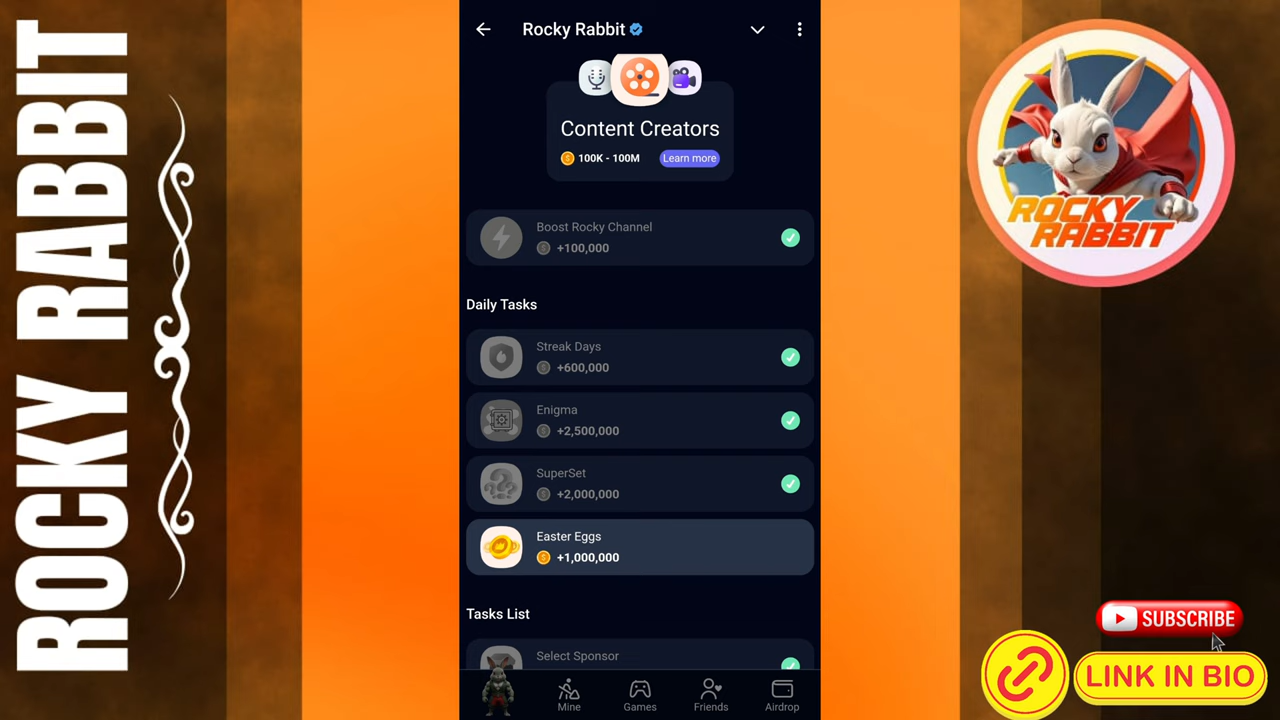 ROCKY RABBIT
Rocky Rabbit
Content Creators
100K - 100M
Learn more
Boost Rocky Channel
+100,000
Daily Tasks
Streak Days
+600,000
Enigma
+2,500,000
SuperSet
+2,000,000
Easter Eggs
+1,000,000
Tasks List
Select Sponsor
Mine
Games
Friends
Airdrop
ROCKY
RABBIT
SUBSCRIBE
LINK IN BIO